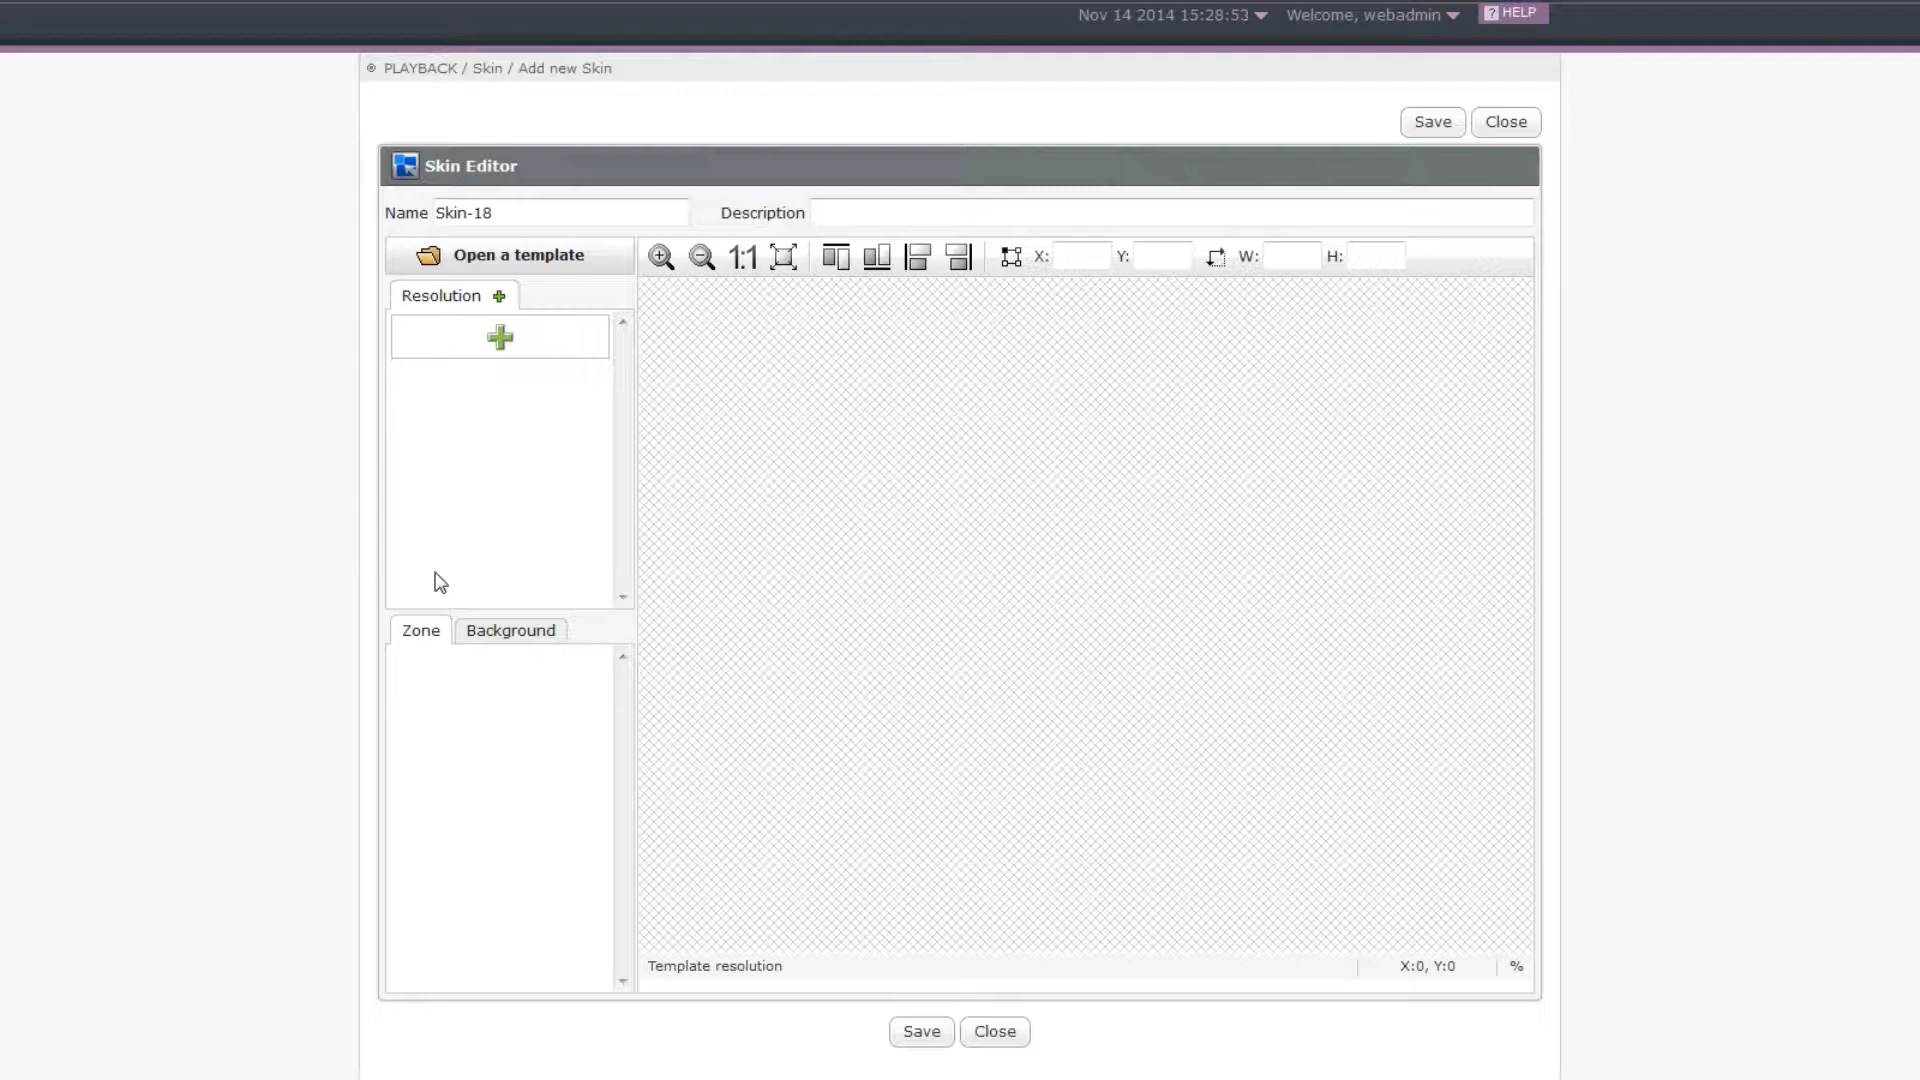 Nov 14 2014 15:28:53 Welcome, webadmin ? HELP
PLAYBACK / Skin / Add new Skin
Save Close
Skin Editor
Name Skin-18 Description
Open a template 1:1 X: Y: W: H:
Resolution
Zone Background
Template resolution X:0, Y:0 %
Save Close